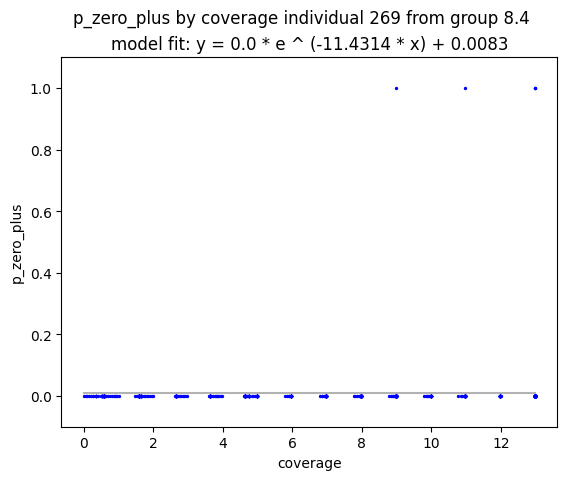 p_zero_plus by coverage individual 269 from group 8.4
model fit: y = 0.0 * e ^ (-11.4314 * x) + 0.0083
1.0
0.8
0.6
0.4
0.2
0.0
p_zero_plus
0 2 4 6 8 10 12
coverage